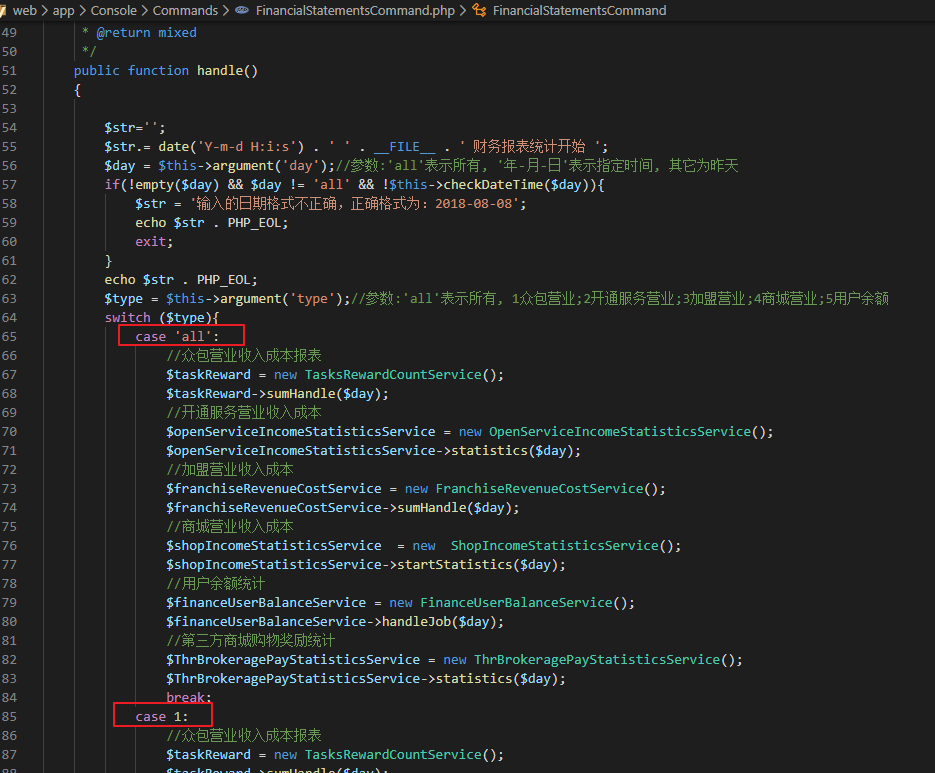 web > app > Console > Commands > FinancialStatementsCommand.php > FinancialStatementsCommand
49 * @return mixed
50 */
51 public function handle()
52 {
53
54 $str='';
55 $str.= date('Y-m-d H:i:s') . ' ' . __FILE__ . ' 财务报表统计开始 ';
56 $day = $this->argument('day');//参数:'all'表示所有, '年-月-日'表示指定时间, 其它为昨天
57 if(!empty($day) && $day != 'all' && !$this->checkDateTime($day)){
58 $str = '输入的日期格式不正确，正确格式为：2018-08-08';
59 echo $str . PHP_EOL;
60 exit;
61 }
62 echo $str . PHP_EOL;
63 $type = $this->argument('type');//参数:'all'表示所有, 1众包营业;2开通服务营业;3加盟营业;4商城营业;5用户余额
64 switch ($type){
65 case 'all':
66 //众包营业收入成本报表
67 $taskReward = new TasksRewardCountService();
68 $taskReward->sumHandle($day);
69 //开通服务营业收入成本
70 $openServiceIncomeStatisticsService = new OpenServiceIncomeStatisticsService();
71 $openServiceIncomeStatisticsService->statistics($day);
72 //加盟营业收入成本
73 $franchiseRevenueCostService = new FranchiseRevenueCostService();
74 $franchiseRevenueCostService->sumHandle($day);
75 //商城营业收入成本
76 $shopIncomeStatisticsService  = new  ShopIncomeStatisticsService();
77 $shopIncomeStatisticsService->startStatistics($day);
78 //用户余额统计
79 $financeUserBalanceService = new FinanceUserBalanceService();
80 $financeUserBalanceService->handleJob($day);
81 //第三方商城购物奖励统计
82 $ThrBrokeragePayStatisticsService = new ThrBrokeragePayStatisticsService();
83 $ThrBrokeragePayStatisticsService->statistics($day);
84 break;
85 case 1:
86 //众包营业收入成本报表
87 $taskReward = new TasksRewardCountService();
88 $taskReward->sumHandle($day);